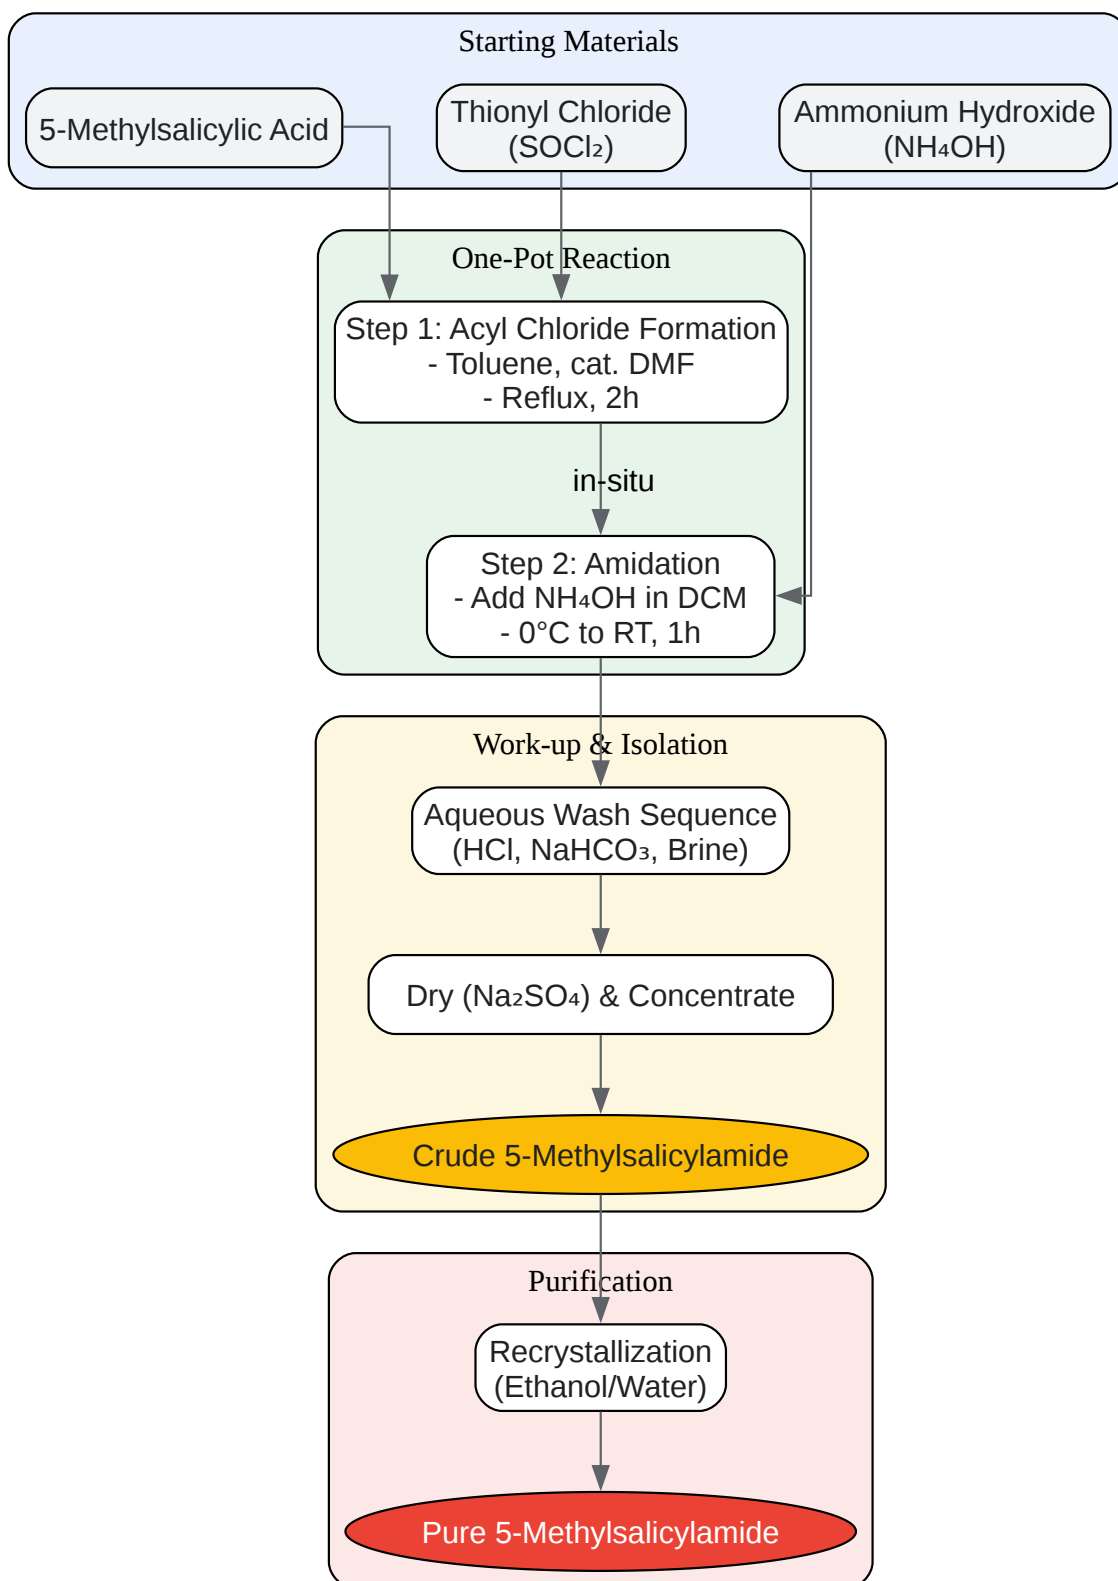 Starting Materials
5-Methylsalicylic Acid
Thionyl Chloride
(SOCl₂)
Ammonium Hydroxide
(NH₄OH)
One-Pot Reaction
Step 1: Acyl Chloride Formation
- Toluene, cat. DMF
- Reflux, 2h
in-situ
Step 2: Amidation
- Add NH₄OH in DCM
- 0°C to RT, 1h
Work-up & Isolation
Aqueous Wash Sequence
(HCl, NaHCO₃, Brine)
Dry (Na₂SO₄) & Concentrate
Crude 5-Methylsalicylamide
Purification
Recrystallization
(Ethanol/Water)
Pure 5-Methylsalicylamide